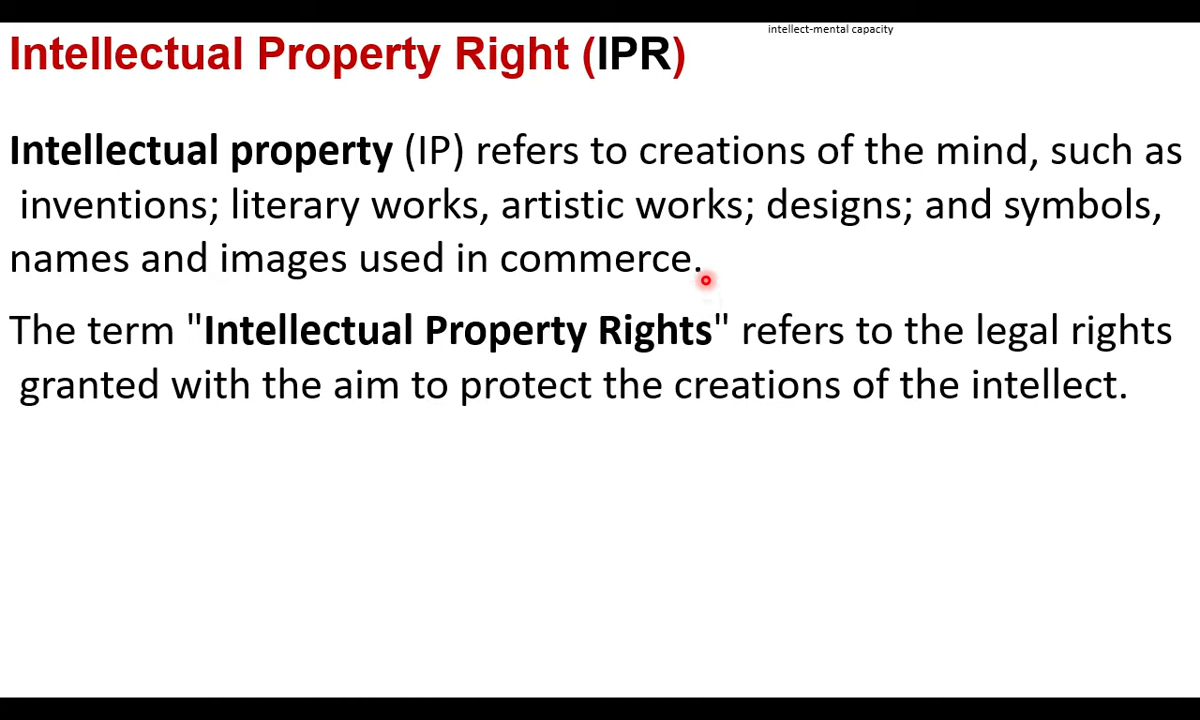 intellect-mental capacity
Intellectual Property Right (IPR)
Intellectual property (IP) refers to creations of the mind, such as
inventions; literary works, artistic works; designs; and symbols,
names and images used in commerce.
The term "Intellectual Property Rights" refers to the legal rights
granted with the aim to protect the creations of the intellect.